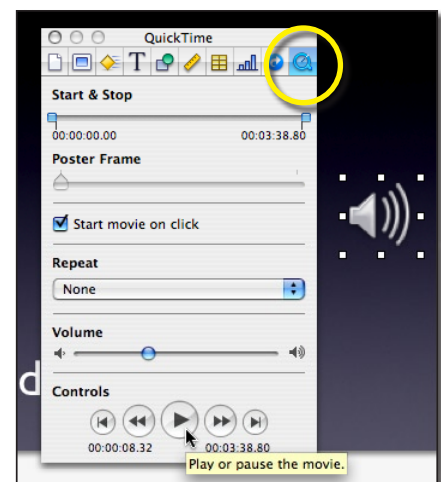 QuickTime
T
Start & Stop
00:00:00.00 00:03:38.80
Poster Frame
Start movie on click
Repeat
None
Volume
d
Controls
00:00:08.32 00:03:38.80
Play or pause the movie.